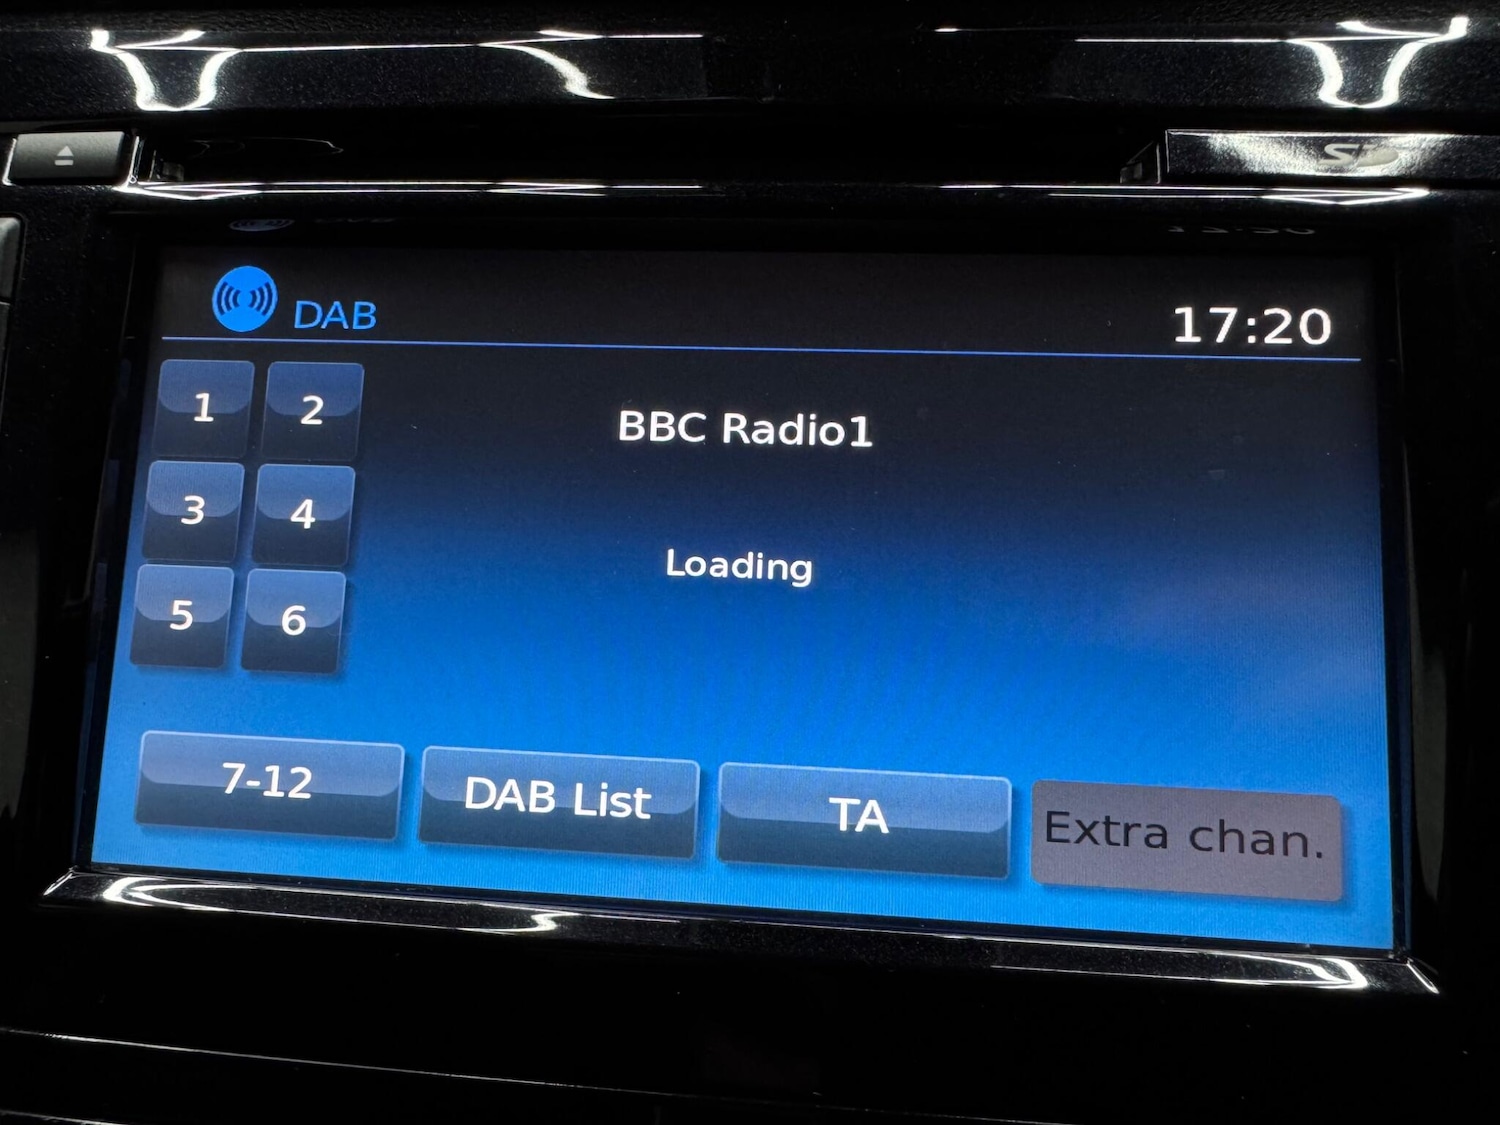 SD
DAB
17:20
1 2
BBC Radio1
3 4
Loading
5 6
7-12 DAB List TA Extra chan.